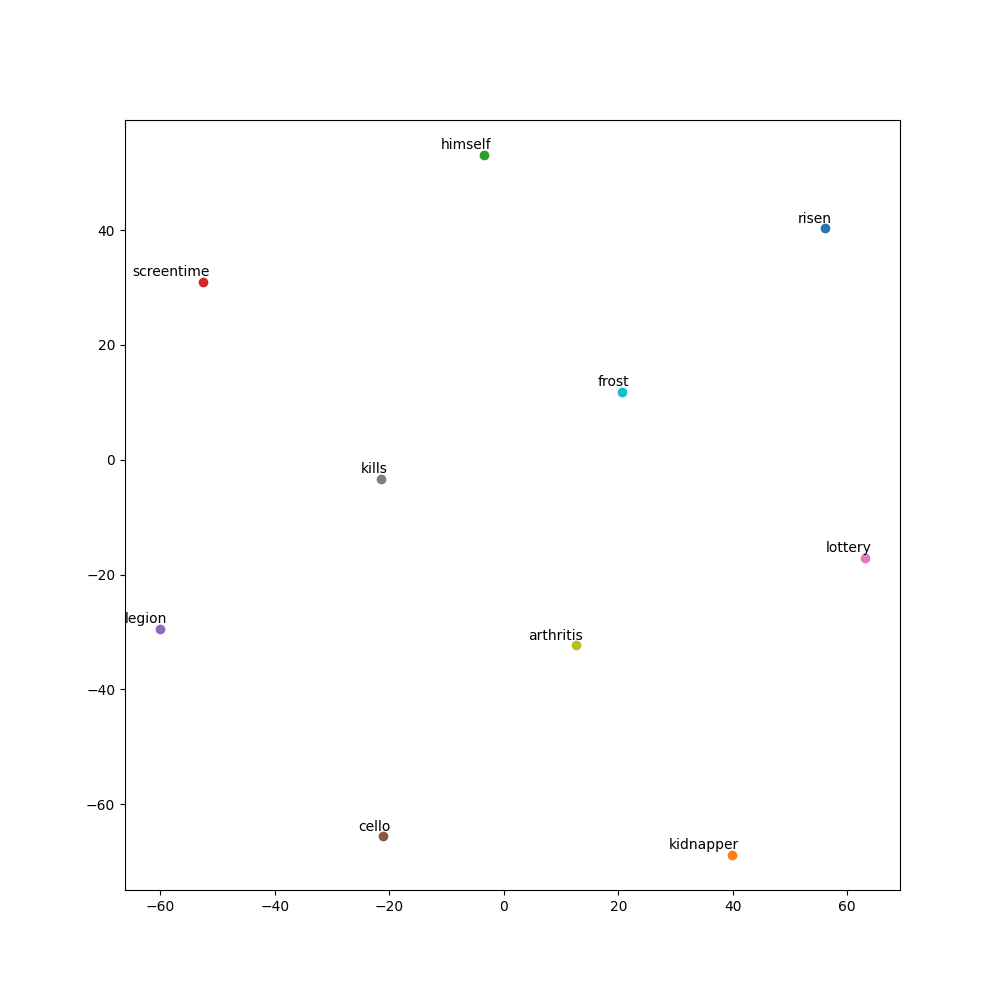 himself
risen
40
screentime
20
frost
0
kills
lottery
−20
legion
arthritis
−40
−60
cello
kidnapper
−60 −40 −20 0 20 40 60